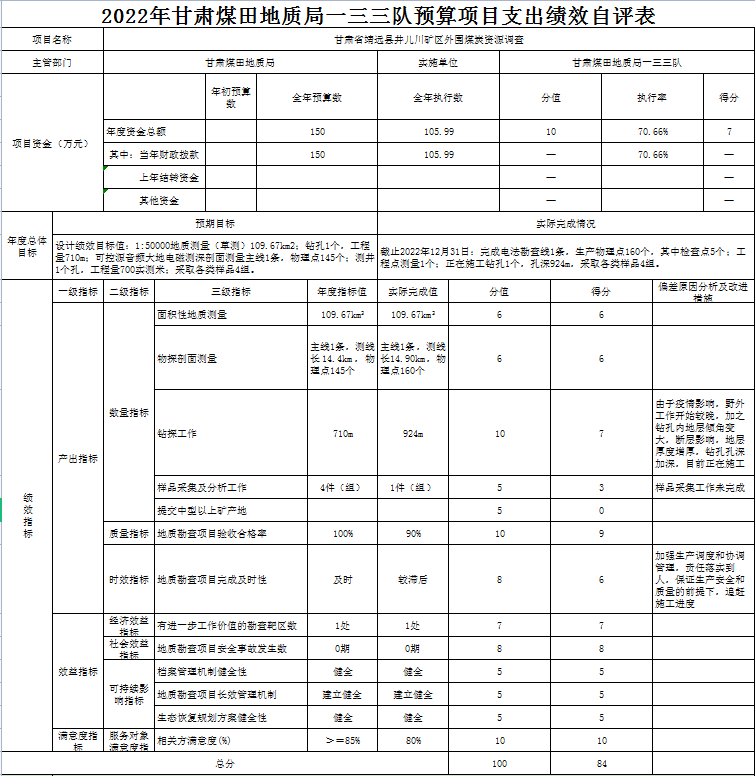 2022年甘肃煤田地质局一三三队预算项目支出绩效自评表
项目名称 甘肃省靖远县井儿川矿区外围煤炭资源调查
主管部门 甘肃煤田地质局 实施单位 甘肃煤田地质局一三三队
项目资金（万元） 年初预算数 全年预算数 全年执行数 分值 执行率 得分
年度资金总额 150 105.99 10 70.66% 7
其中：当年财政拨款 150 105.99 — 70.66% —
上年结转资金 — —
其他资金 — —
年度总体目标 预期目标 实际完成情况
设计绩效目标值：1:50000地质测量（草测）109.67km2；钻孔1个，工程
量710m；可控源音频大地电磁测深剖面测量主线1条，物理点145个；测井
1个孔，工程量700实测米；采取各类样品4组。
截止2022年12月31日：完成电法勘查线1条，生产物理点160个，其中检查点5个；工
程点测量1个；正在施工钻孔1个，孔深924m，采取各类样品4组。
绩效指标 一级指标 二级指标 三级指标 年度指标值 实际完成值 分值 得分 偏差原因分析及改进措施
产出指标 数量指标 面积性地质测量 109.67km² 109.67km² 6 6
物探剖面测量 主线1条，测线长14.4km，物理点145个 主线1条，测线长14.90km，物理点160个 6 6
钻探工作 710m 924m 10 7 由于疫情影响，野外工作开始较晚，加之钻孔内地层倾角变大，断层影响，地层厚度增厚，钻孔孔深加深，目前正在施工
样品采集及分析工作 4件（组） 1件（组） 5 3 样品采集工作未完成
提交中型以上矿产地 5 0
质量指标 地质勘查项目验收合格率 100% 90% 10 9
时效指标 地质勘查项目完成及时性 及时 较滞后 8 6 加强生产调度和协调管理，责任落实到人，保证生产安全和质量的前提下，追赶施工进度
效益指标 经济效益指标 有进一步工作价值的勘查靶区数 1处 1处 7 7
社会效益指标 地质勘查项目安全事故发生数 0期 0期 8 8
可持续影响指标 档案管理机制健全性 健全 健全 5 5
地质勘查项目长效管理机制 建立健全 建立健全 5 5
生态恢复规划方案健全性 健全 健全 5 5
满意度指标 服务对象满意度指 相关方满意度(%) ＞＝85% 80% 10 10
总分 100 84